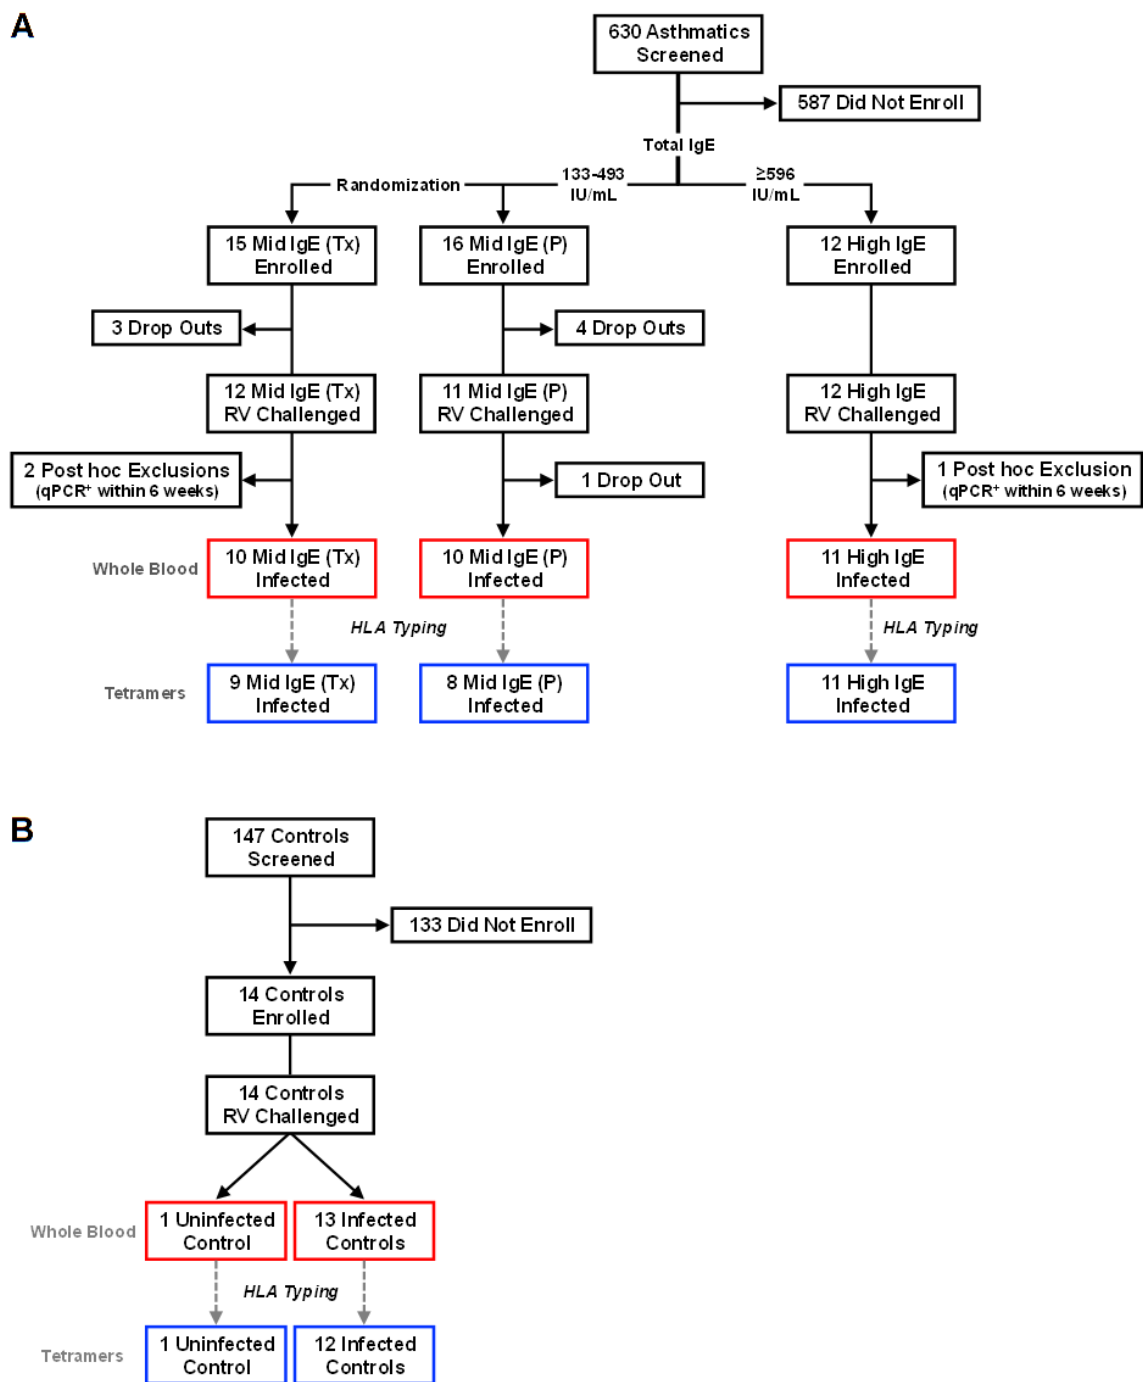 A
630 Asthmatics
Screened
587 Did Not Enroll
Total IgE
Randomization
133-493
IU/mL
≥596
IU/mL
15 Mid IgE (Tx)
Enrolled
16 Mid IgE (P)
Enrolled
12 High IgE
Enrolled
3 Drop Outs
4 Drop Outs
12 Mid IgE (Tx)
RV Challenged
11 Mid IgE (P)
RV Challenged
12 High IgE
RV Challenged
2 Post hoc Exclusions
(qPCR⁺ within 6 weeks)
1 Drop Out
1 Post hoc Exclusion
(qPCR⁺ within 6 weeks)
Whole Blood
10 Mid IgE (Tx)
Infected
10 Mid IgE (P)
Infected
11 High IgE
Infected
HLA Typing
HLA Typing
Tetramers
9 Mid IgE (Tx)
Infected
8 Mid IgE (P)
Infected
11 High IgE
Infected
B
147 Controls
Screened
133 Did Not Enroll
14 Controls
Enrolled
14 Controls
RV Challenged
Whole Blood
1 Uninfected
Control
13 Infected
Controls
HLA Typing
Tetramers
1 Uninfected
Control
12 Infected
Controls